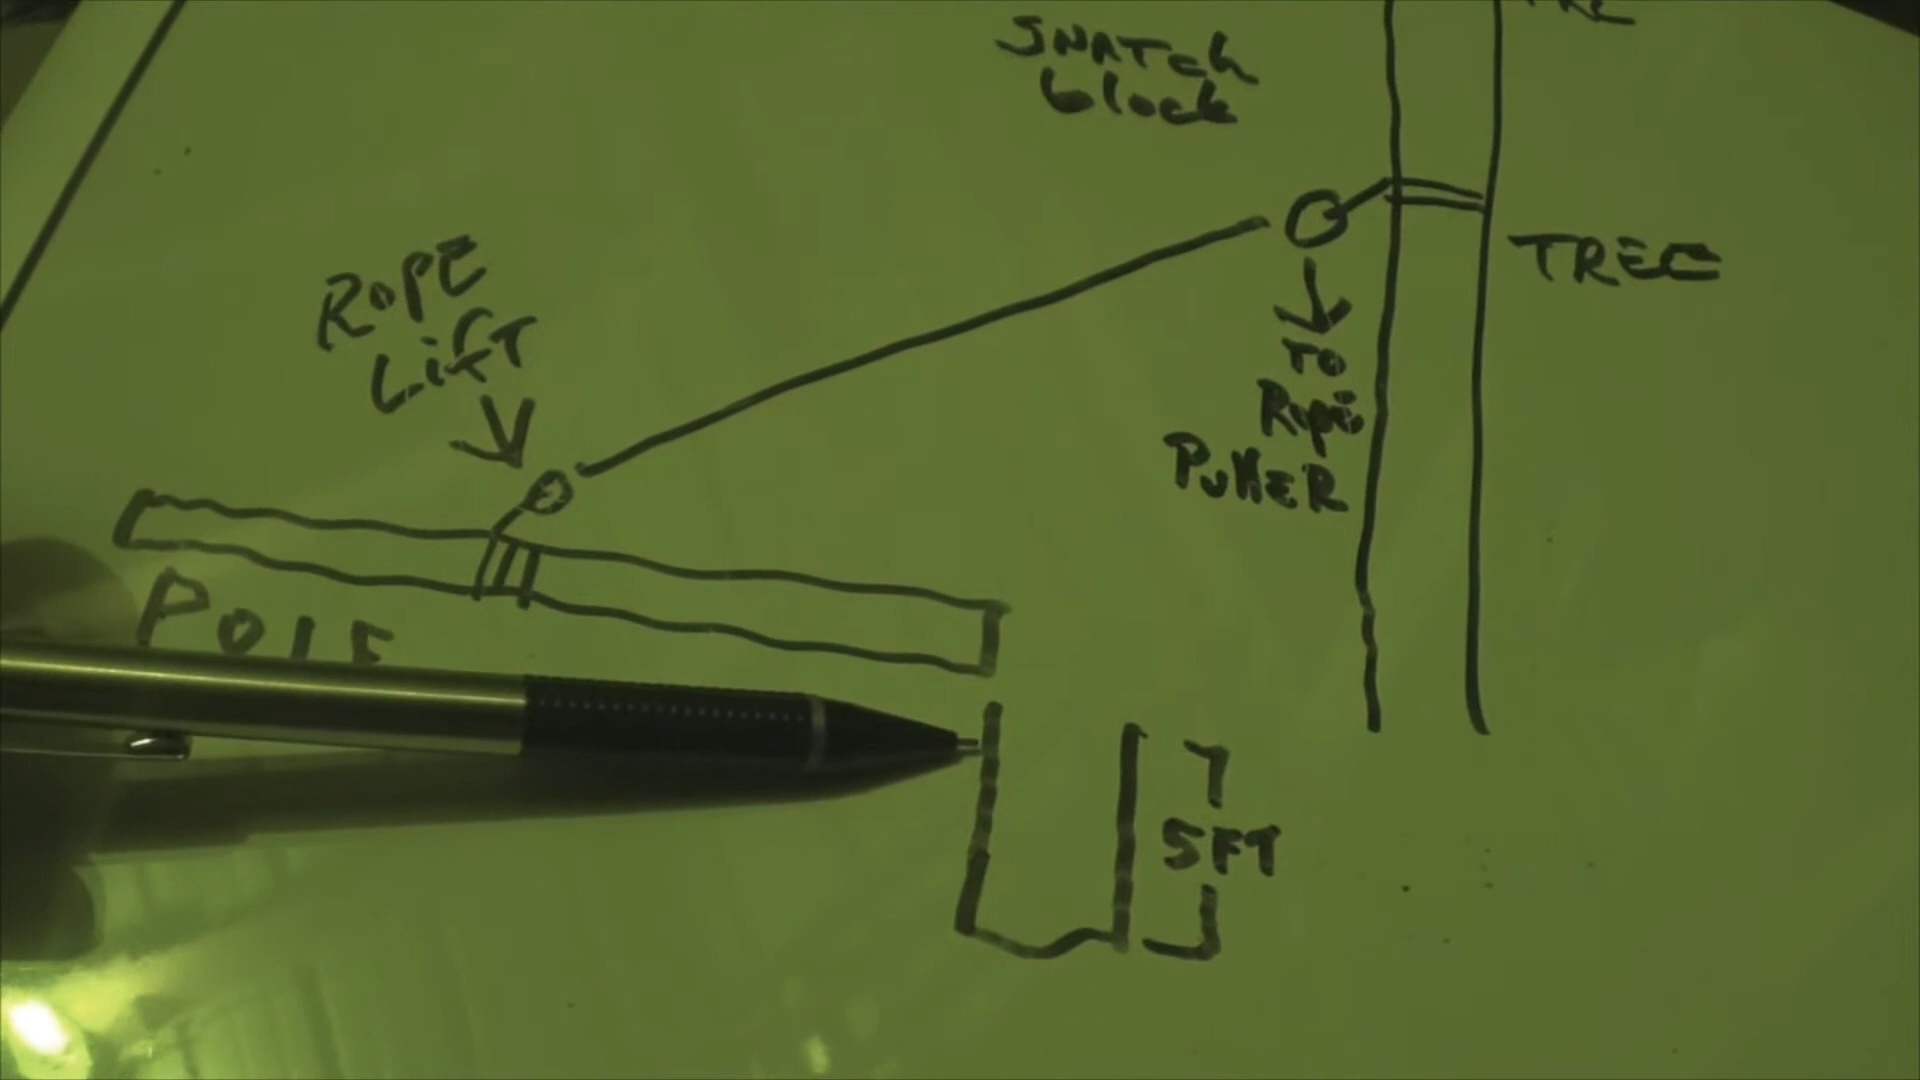 SNATCh
block
ROPE
LifT
TREE
TO
Rope
PUllER
POLE
5FT